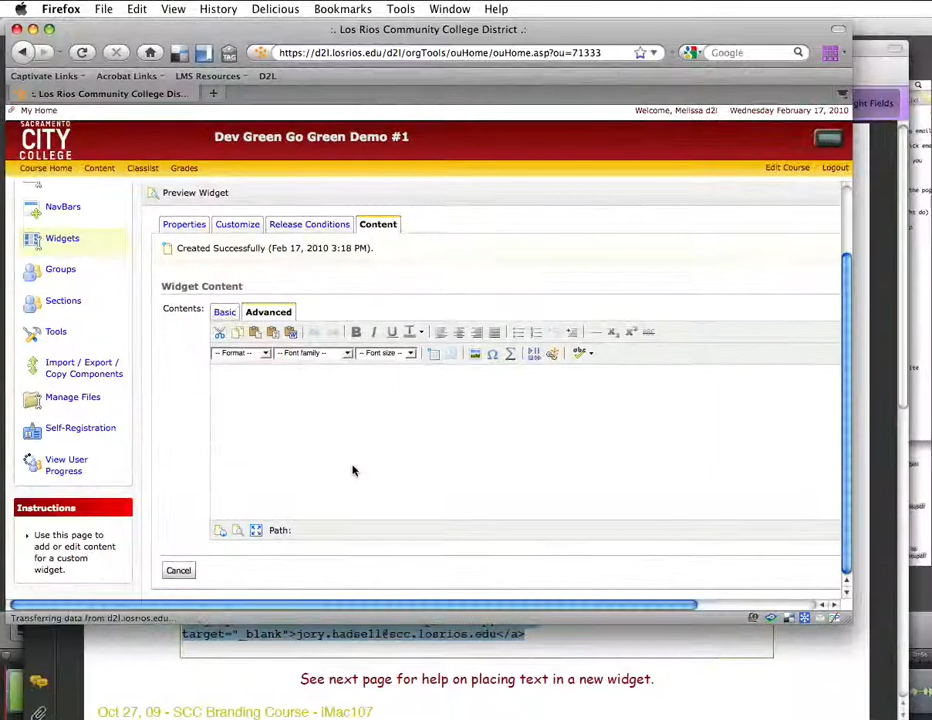 Firefox File Edit View History Delicious Bookmarks Tools Window Help
:. Los Rios Community College District .:
https://d2l.losrios.edu/d2l/orgTools/ouHome/ouHome.asp?ou=71333
Google
Captivate Links Acrobat Links LMS Resources D2L
:. Los Rios Community College Dis...
My Home Welcome, Melissa d2l Wednesday February 17, 2010
ght Fields
SACRAMENTO
CITY
COLLEGE
Dev Green Go Green Demo #1
Course Home Content Classlist Grades Edit Course Logout
Preview Widget
NavBars
Properties Customize Release Conditions Content
Widgets
Created Successfully (Feb 17, 2010 3:18 PM).
Groups
Widget Content
Sections
Contents: Basic Advanced
Tools
-- Format -- -- Font family -- -- Font size --
Import / Export /
Copy Components
Manage Files
Self-Registration
View User
Progress
Instructions
Use this page to
add or edit content
for a custom
widget.
Path:
Cancel
Transferring data from d2l.losrios.edu...
target="_blank">jory.hadsell@scc.losrios.edu</a>
See next page for help on placing text in a new widget.
Oct 27, 09 - SCC Branding Course - iMac107